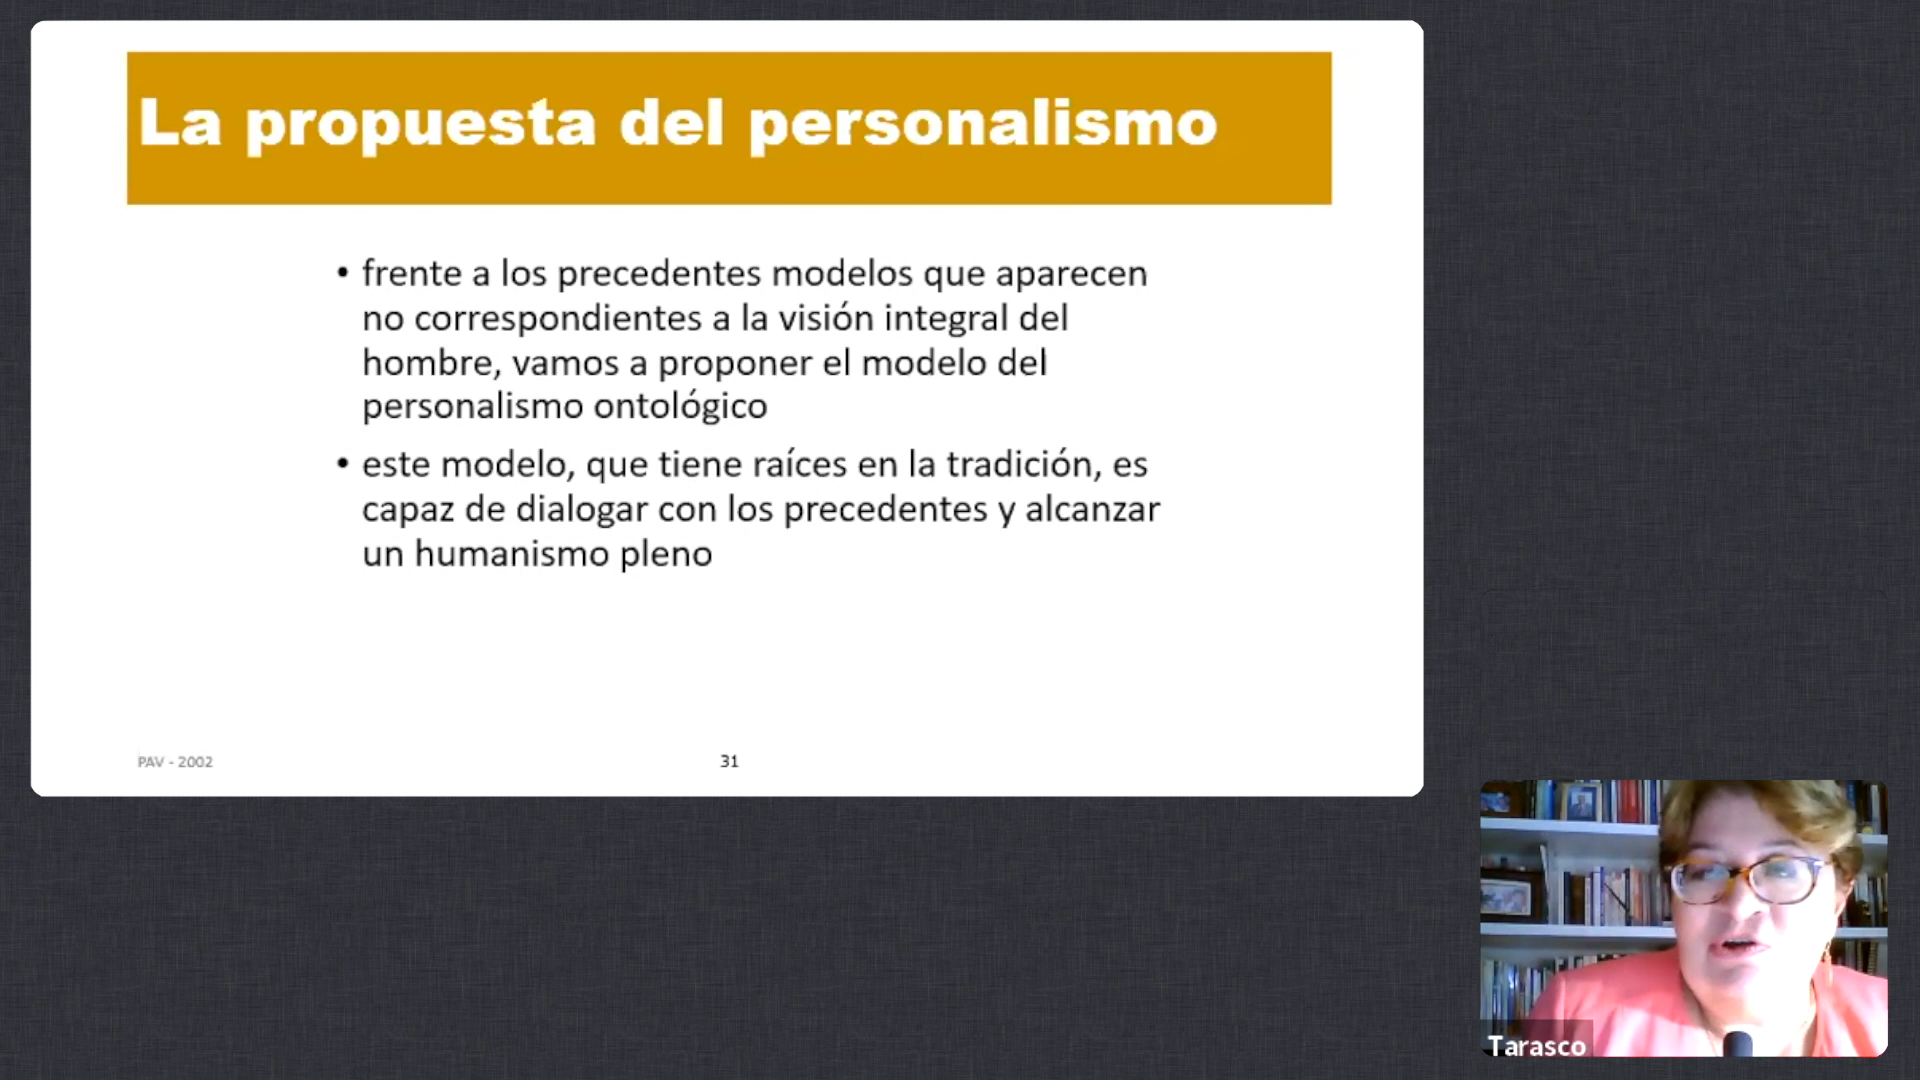 La propuesta del personalismo
• frente a los precedentes modelos que aparecen
no correspondientes a la visión integral del
hombre, vamos a proponer el modelo del
personalismo ontológico
• este modelo, que tiene raíces en la tradición, es
capaz de dialogar con los precedentes y alcanzar
un humanismo pleno
PAV - 2002
31
Tarasco